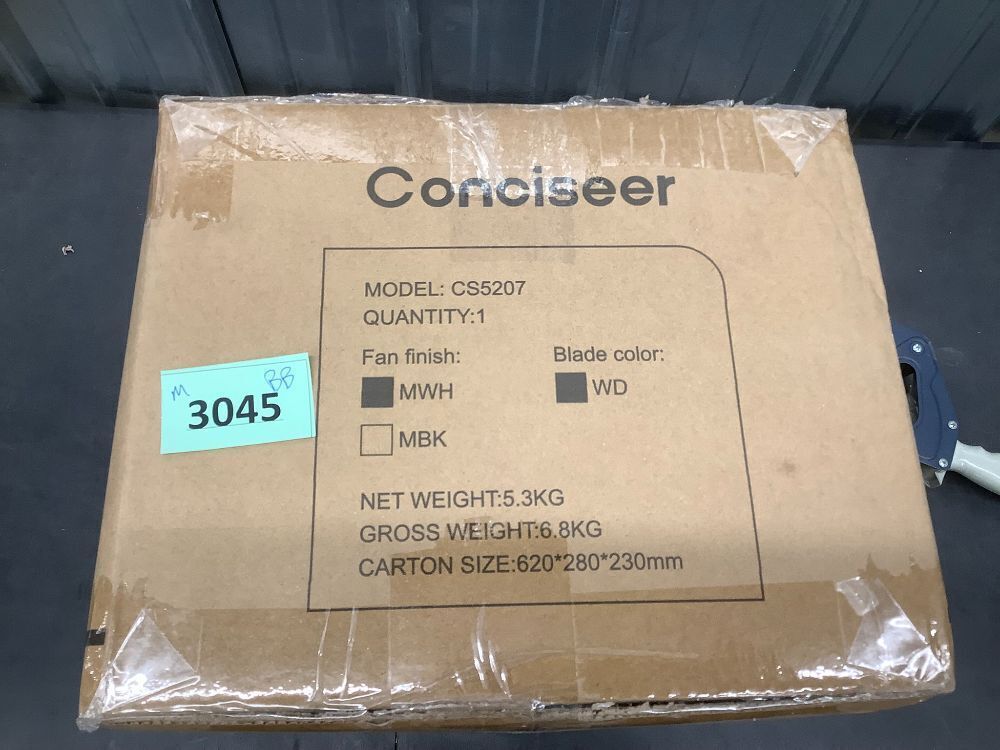 Conciseer
MODEL: CS5207
QUANTITY:1
Fan finish:
Blade color:
MWH
WD
MBK
NET WEIGHT:5.3KG
GROSS WEIGHT:6.8KG
CARTON SIZE:620*280*230mm
M BB
3045